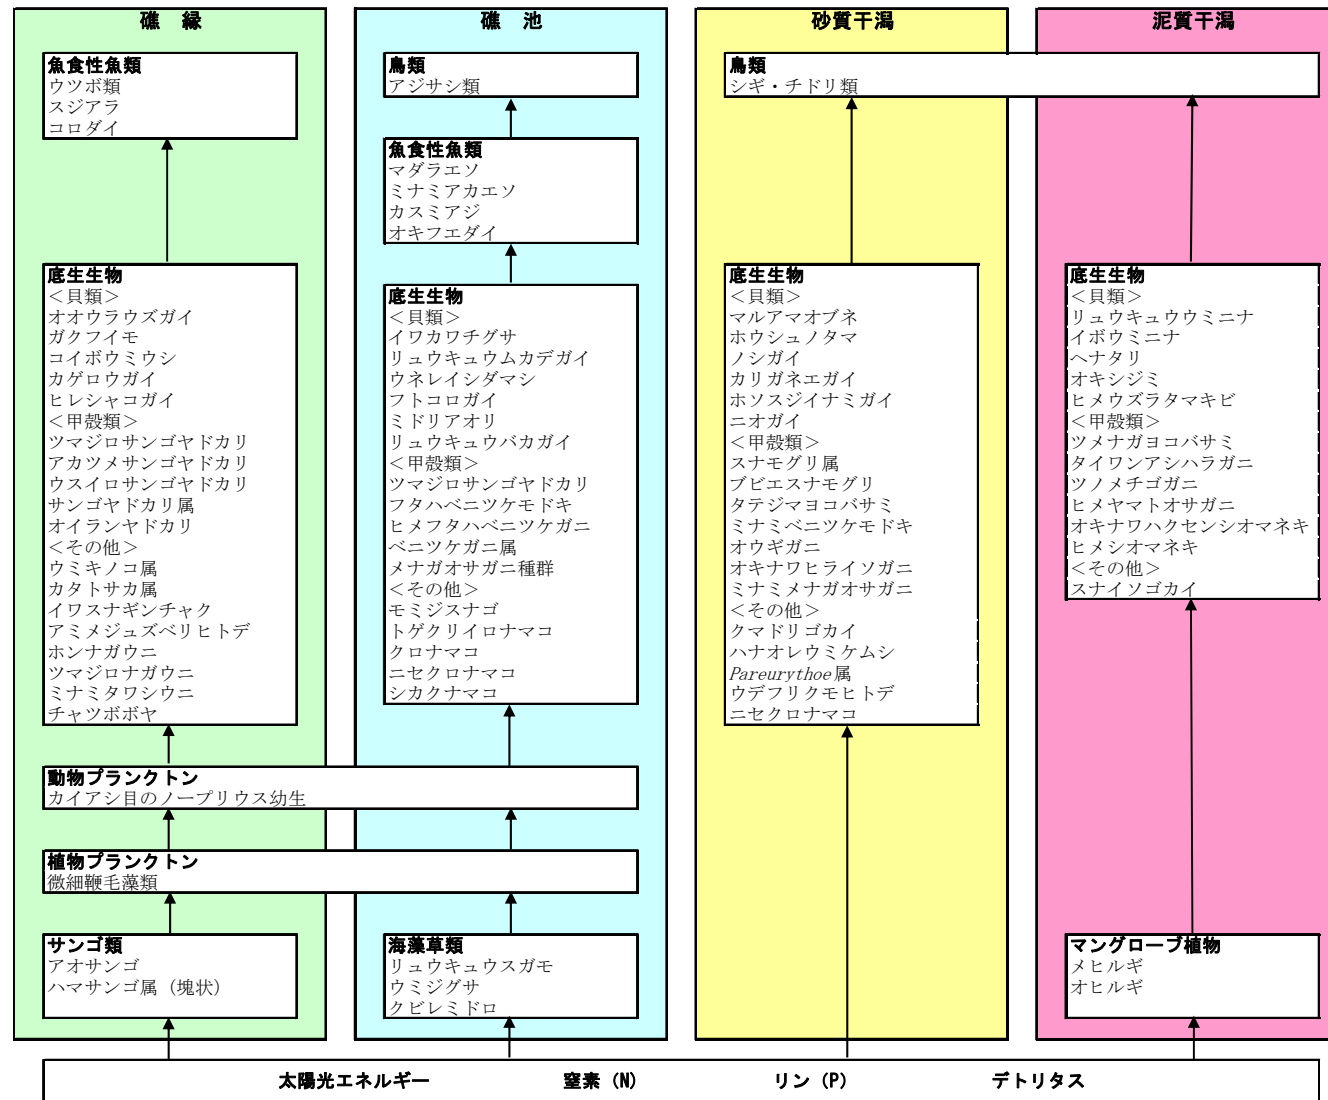 礁　縁
魚食性魚類
ウツボ類
スジアラ
コロダイ
底生生物
＜貝類＞
オオウラウズガイ
ガクフイモ
コイボウミウシ
カゲロウガイ
ヒレシャコガイ
＜甲殻類＞
ツマジロサンゴヤドカリ
アカツメサンゴヤドカリ
ウスイロサンゴヤドカリ
サンゴヤドカリ属
オイランヤドカリ
＜その他＞
ウミキノコ属
カタトサカ属
イワスナギンチャク
アミメジュズベリヒトデ
ホンナガウニ
ツマジロナガウニ
ミナミタワシウニ
チャツボボヤ
礁　池
鳥類
アジサシ類
魚食性魚類
マダラエソ
ミナミアカエソ
カスミアジ
オキフエダイ
底生生物
＜貝類＞
イワカワチグサ
リュウキュウムカデガイ
ウネレイシダマシ
フトコロガイ
ミドリアオリ
リュウキュウバカガイ
＜甲殻類＞
ツマジロサンゴヤドカリ
フタハベニツケモドキ
ヒメフタハベニツケガニ
ベニツケガニ属
メナガオサガニ種群
＜その他＞
モミジスナゴ
トゲクリイロナマコ
クロナマコ
ニセクロナマコ
シカクナマコ
動物プランクトン
カイアシ目のノープリウス幼生
植物プランクトン
微細鞭毛藻類
サンゴ類
アオサンゴ
ハマサンゴ属（塊状）
海藻草類
リュウキュウスガモ
ウミジグサ
クビレミドロ
砂質干潟
泥質干潟
鳥類
シギ・チドリ類
底生生物
＜貝類＞
マルアマオブネ
ホウシュノタマ
ノシガイ
カリガネエガイ
ホソスジイナミガイ
ニオガイ
＜甲殻類＞
スナモグリ属
ブビエスナモグリ
タテジマヨコバサミ
ミナミベニツケモドキ
オウギガニ
オキナワヒライソガニ
ミナミメナガオサガニ
＜その他＞
クマドリゴカイ
ハナオレウミケムシ
Pareurythoe属
ウデフリクモヒトデ
ニセクロナマコ
底生生物
＜貝類＞
リュウキュウウミニナ
イボウミニナ
ヘナタリ
オキシジミ
ヒメウズラタマキビ
＜甲殻類＞
ツメナガヨコバサミ
タイワンアシハラガニ
ツノメチゴガニ
ヒメヤマトオサガニ
オキナワハクセンシオマネキ
ヒメシオマネキ
＜その他＞
スナイソゴカイ
マングローブ植物
メヒルギ
オヒルギ
太陽光エネルギー　窒素（N）　リン（P）　デトリタス